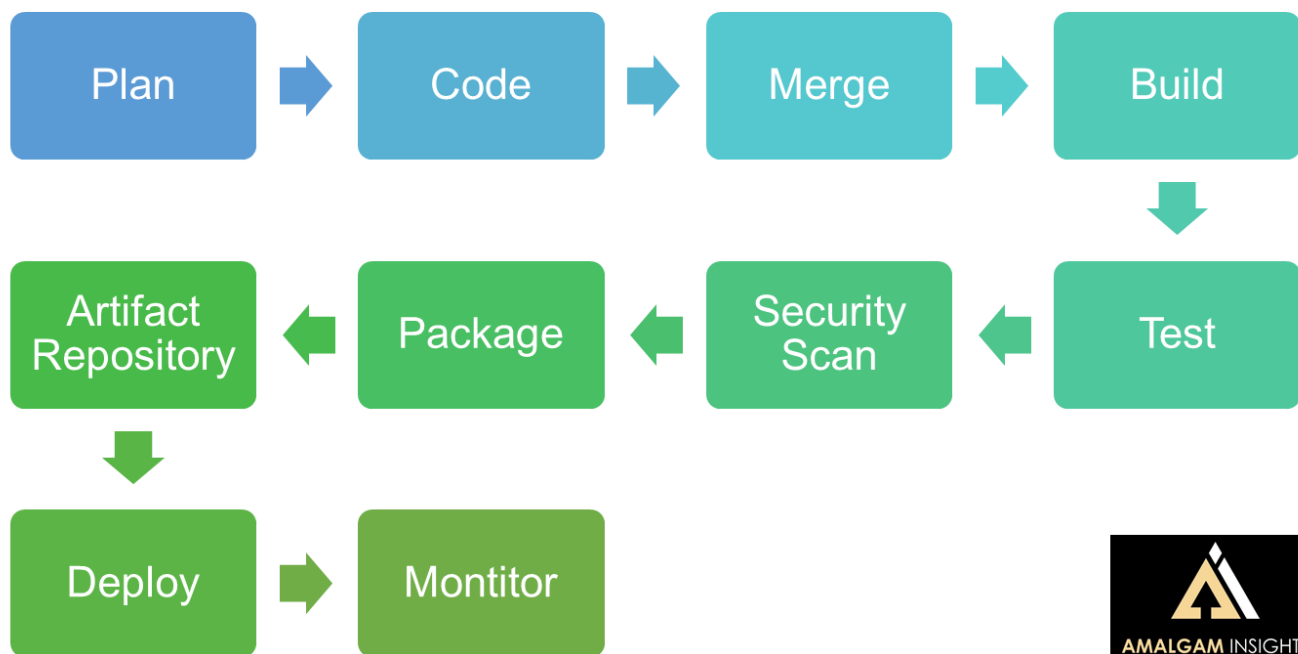 Plan
Code
Merge
Build
Test
Security
Scan
Package
Artifact
Repository
Deploy
Montitor
AMALGAM INSIGHT